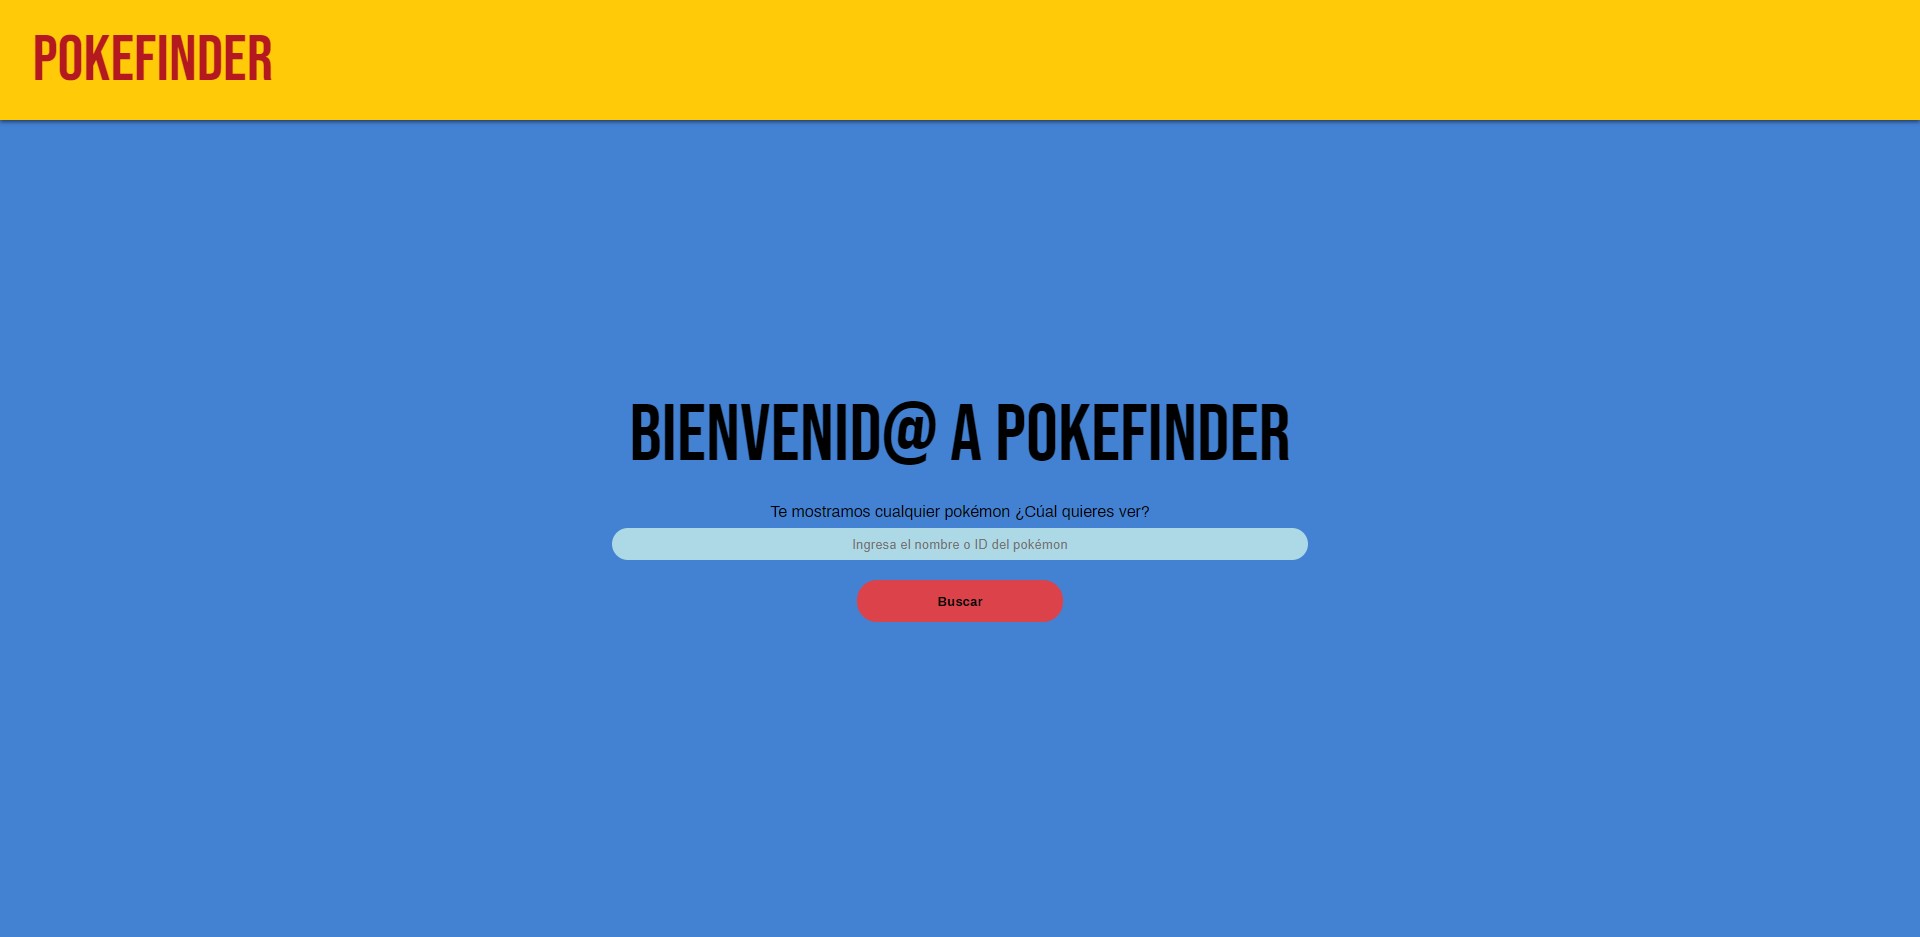 POKEFINDER
BIENVENID@ A POKEFINDER
Te mostramos cualquier pokémon ¿Cúal quieres ver?
Ingresa el nombre o ID del pokémon
Buscar